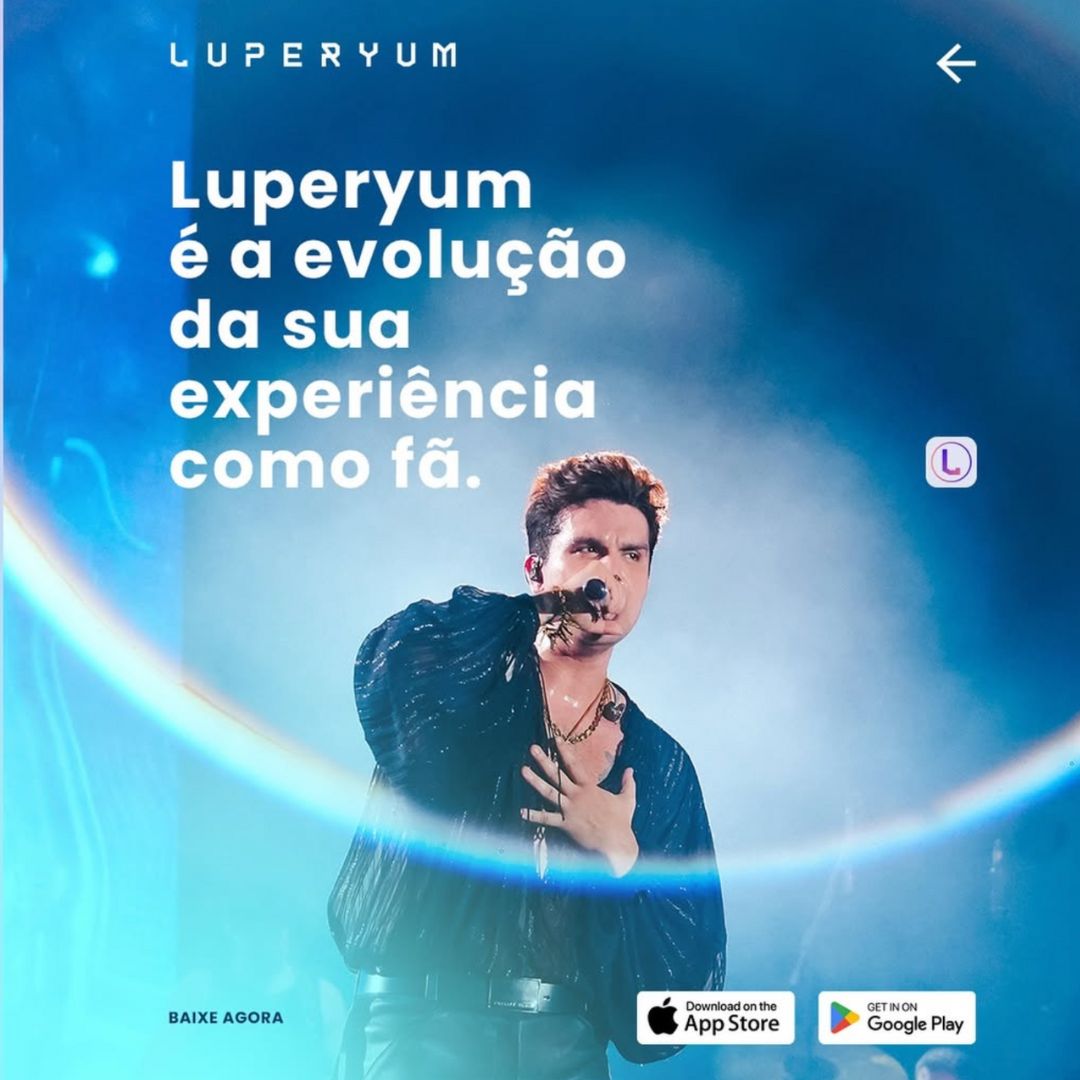 LUPERYUM
Luperyum
é a evolução
da sua
experiência
como fã.
L
BAIXE AGORA
Download on the
App Store
GET IN ON
Google Play